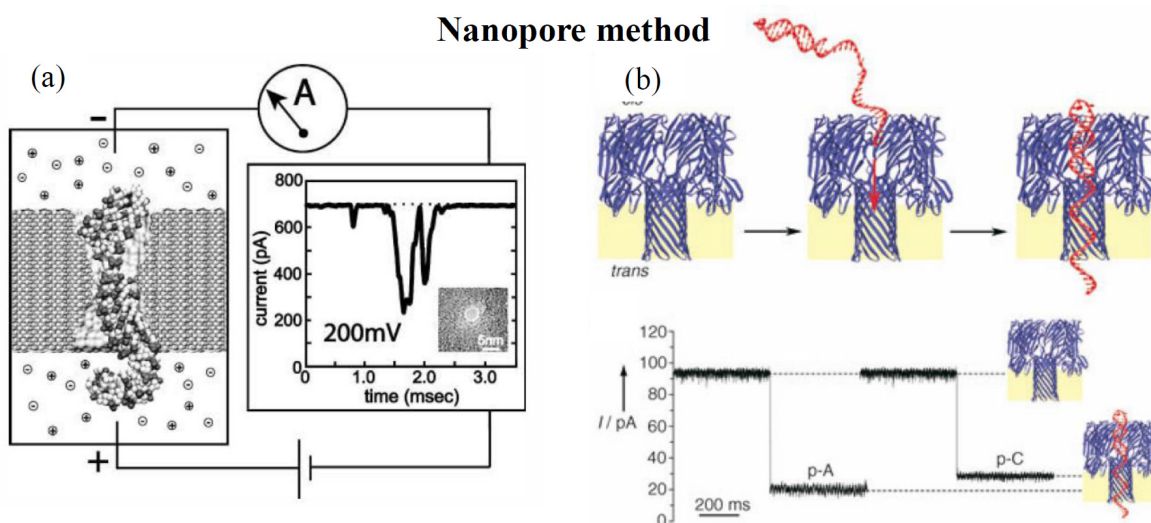 Nanopore method
(a)
A
−
800
700
600
400
200
0
current (pA)
200mV
5nm
0 1.0 2.0 3.0
time (msec)
+
(b)
trans
120
100
80
60
40
20
0
I / pA
p-A
p-C
200 ms